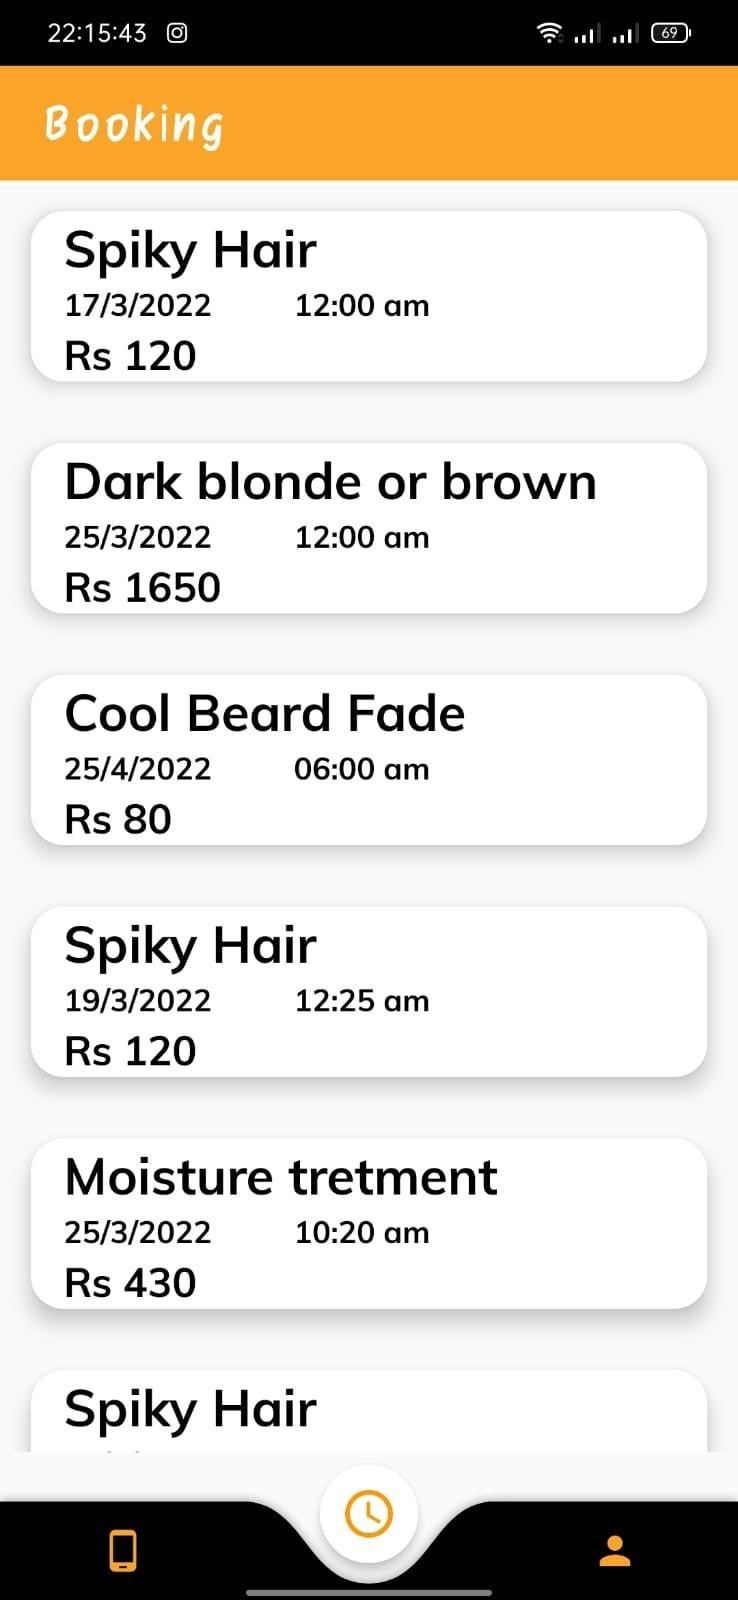 22:15:43
69
Booking
Spiky Hair
17/3/2022 12:00 am
Rs 120
Dark blonde or brown
25/3/2022 12:00 am
Rs 1650
Cool Beard Fade
25/4/2022 06:00 am
Rs 80
Spiky Hair
19/3/2022 12:25 am
Rs 120
Moisture tretment
25/3/2022 10:20 am
Rs 430
Spiky Hair